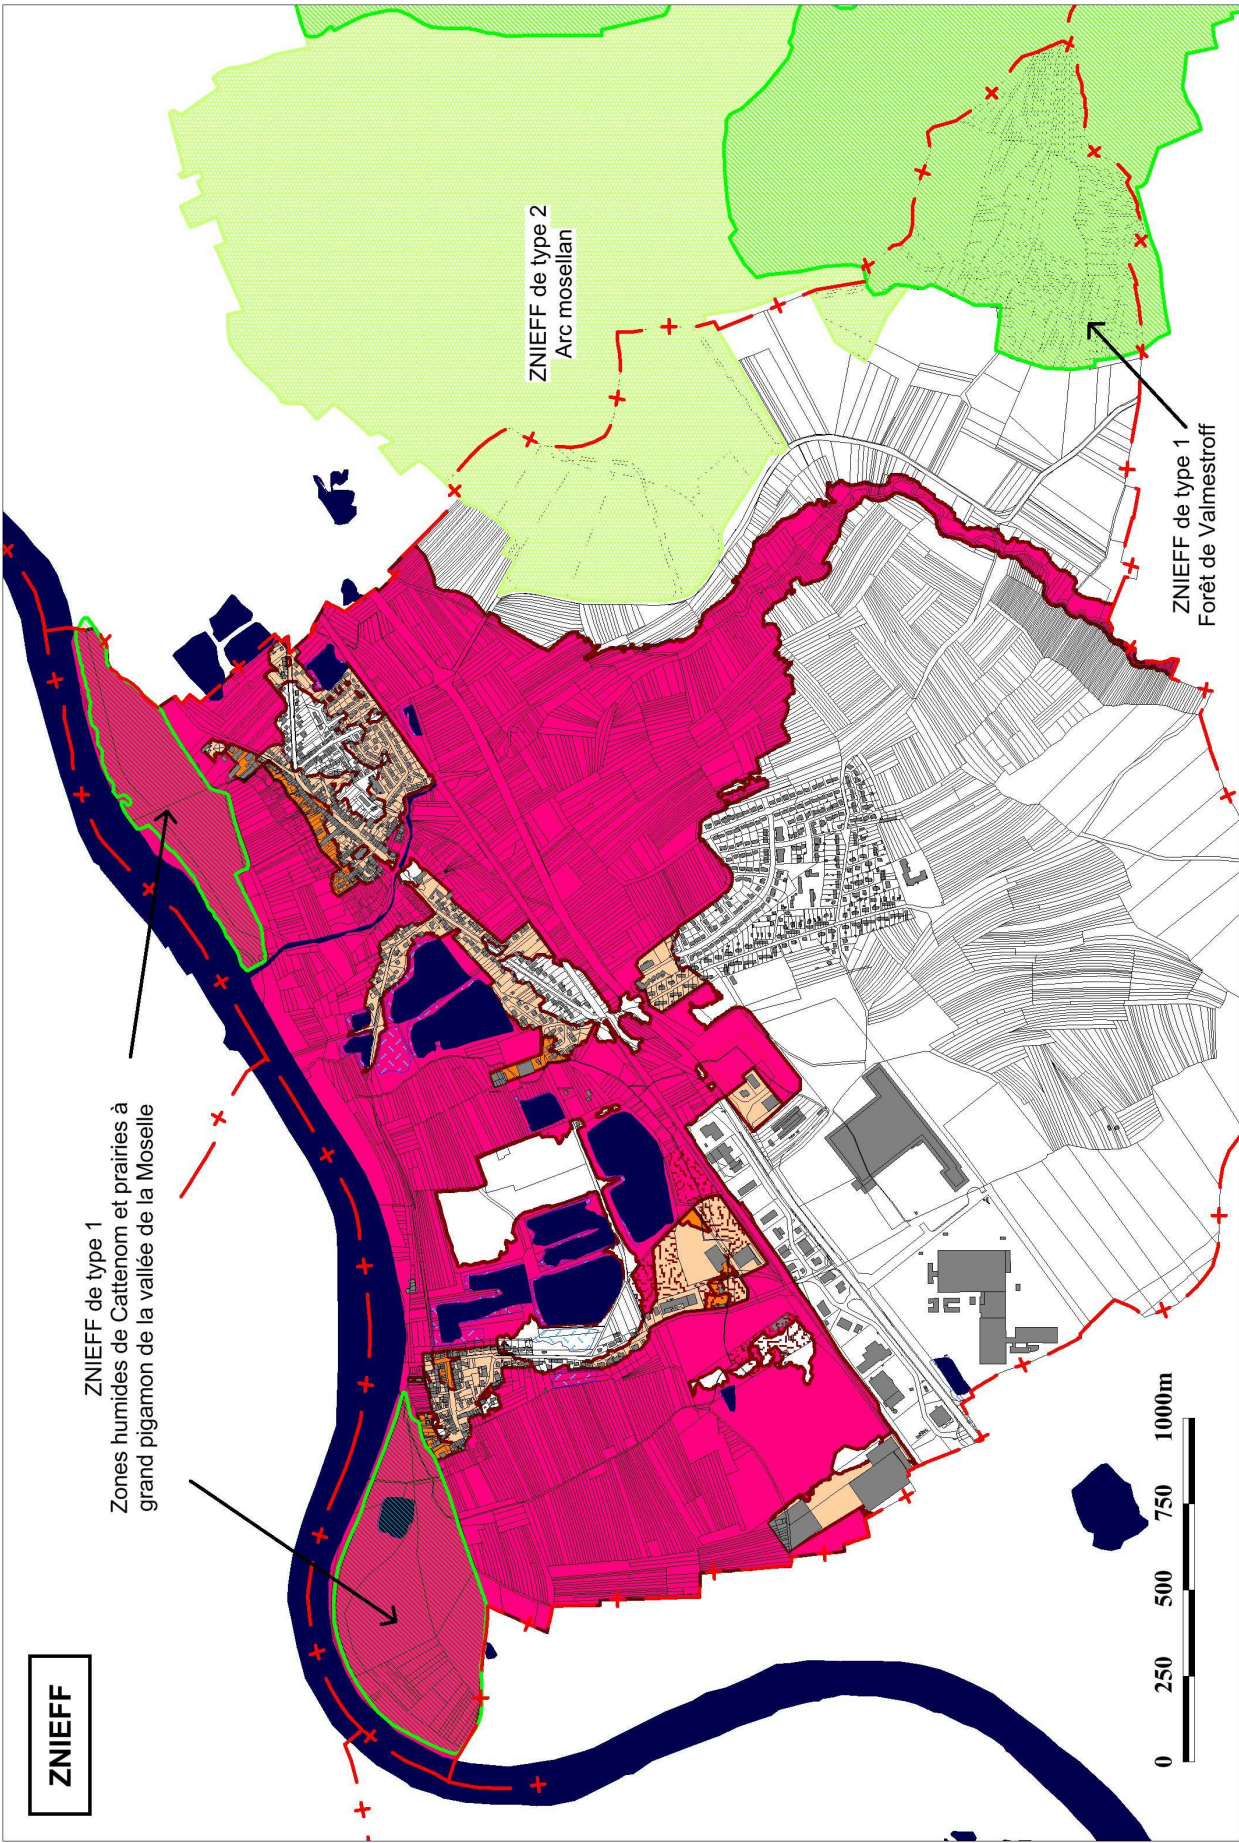 ZNIEFF
ZNIEFF de type 1
Zones humides de Cattenom et prairies à
grand pigamon de la vallée de la Moselle
ZNIEFF de type 2
Arc mosellan
ZNIEFF de type 1
Forêt de Valmestroff
0 250 500 750 1000m